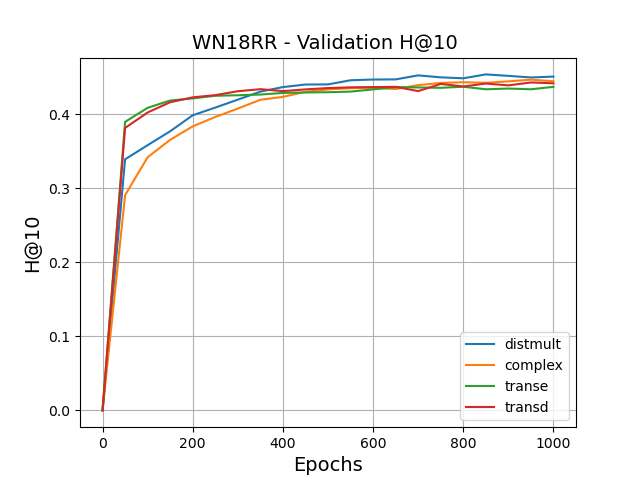 WN18RR - Validation H@10
H@10
0.4
0.3
0.2
0.1
0.0
0 200 400 600 800 1000
Epochs
distmult
complex
transe
transd